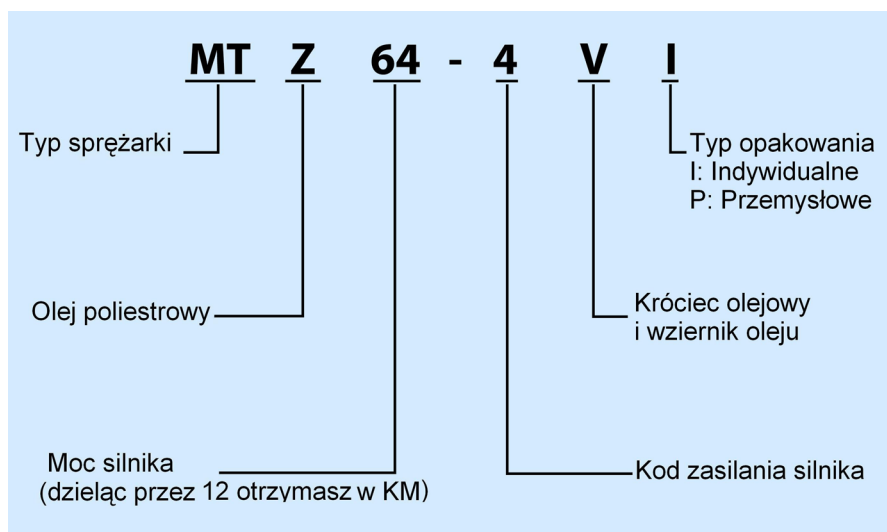 MT Z 64 - 4 V I
Typ sprężarki
Typ opakowania
I: Indywidualne
P: Przemysłowe
Olej poliestrowy
Króciec olejowy
i wziernik oleju
Moc silnika
(dzieląc przez 12 otrzymasz w KM)
Kod zasilania silnika